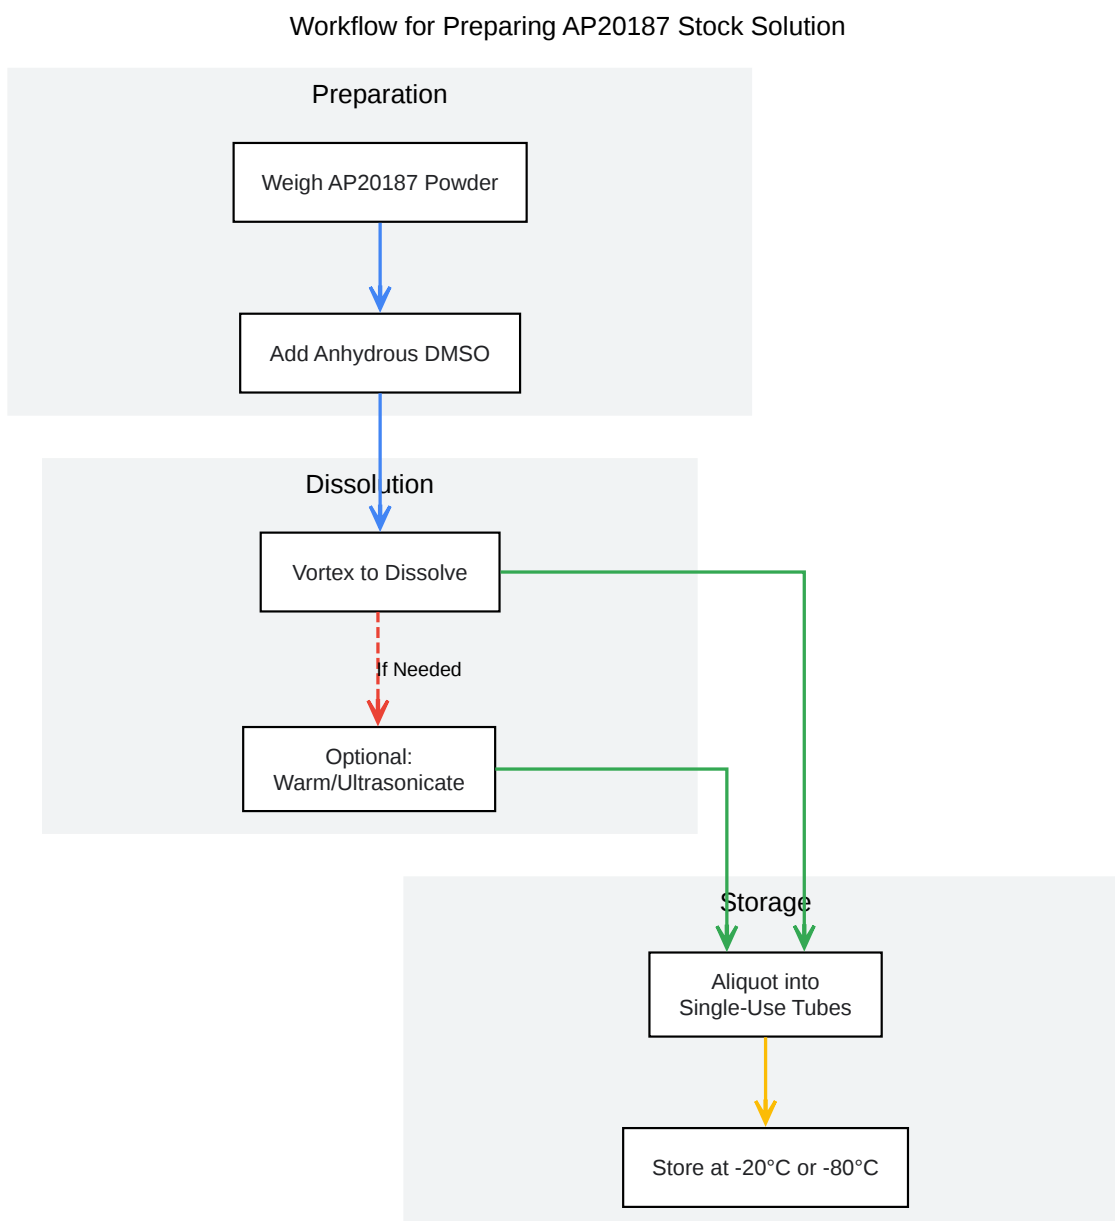 Workflow for Preparing AP20187 Stock Solution
Preparation
Weigh AP20187 Powder
Add Anhydrous DMSO
Dissolution
Vortex to Dissolve
If Needed
Optional:
Warm/Ultrasonicate
Storage
Aliquot into
Single-Use Tubes
Store at -20°C or -80°C